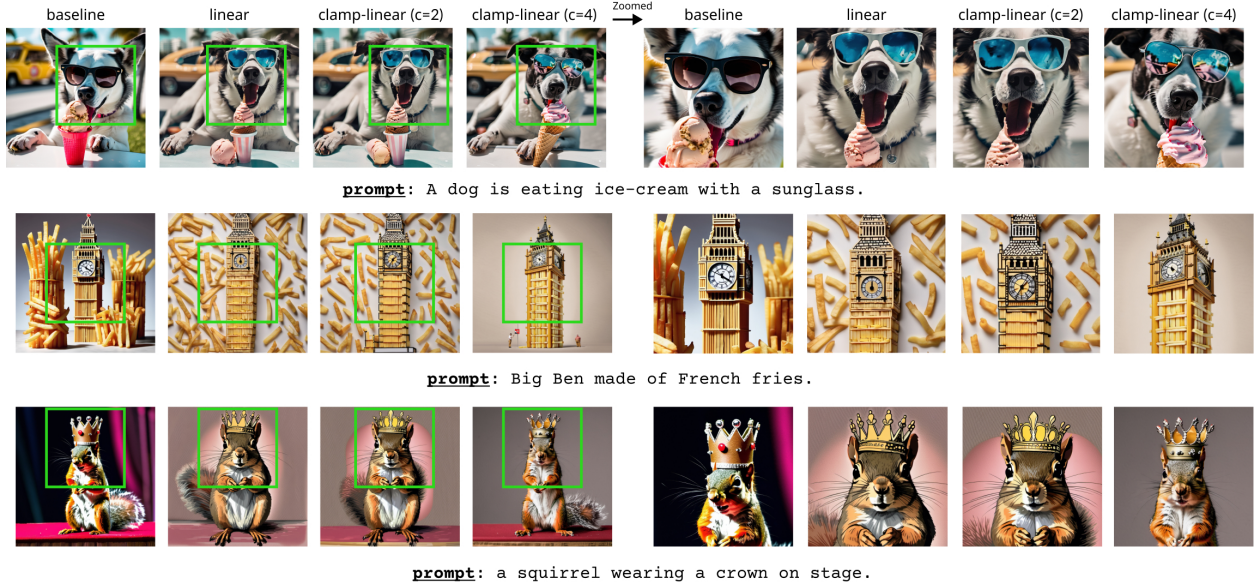 baseline linear clamp-linear (c=2) clamp-linear (c=4) Zoomed baseline linear clamp-linear (c=2) clamp-linear (c=4)
prompt: A dog is eating ice-cream with a sunglass.
prompt: Big Ben made of French fries.
prompt: a squirrel wearing a crown on stage.